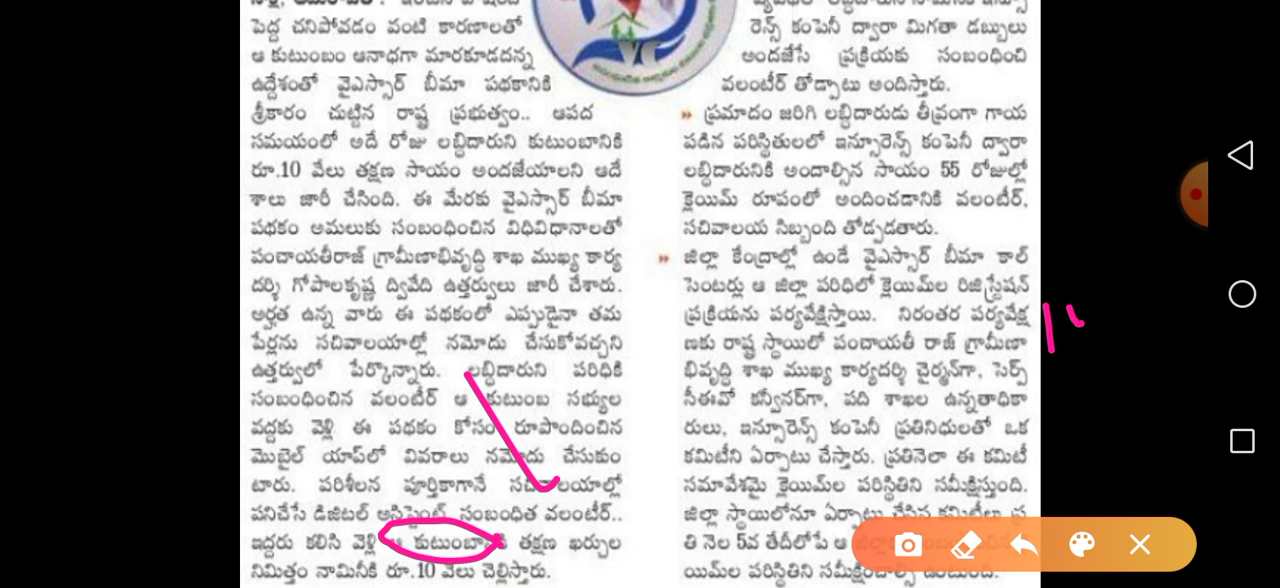 పెద్ద చనిపోవడం వంటి కారణాలతో
ఆ కుటుంబం అనాథగా మారకూడదన్న
ఉద్దేశంతో వైఎస్సార్ బీమా పథకానికి
శ్రీకారం చుట్టిన రాష్ట్ర ప్రభుత్వం.. ఆపద
సమయంలో అదే రోజు లబ్ధిదారుని కుటుంబానికి
రూ.10 వేలు తక్షణ సాయం అందజేయాలని ఆదే
శాలు జారీ చేసింది. ఈ మేరకు వైఎస్సార్ బీమా
పథకం అమలుకు సంబంధించిన విధివిధానాలతో
పంచాయతీరాజ్ గ్రామీణాభివృద్ధి శాఖ ముఖ్య కార్య
దర్శి గోపాలకృష్ణ ద్వివేది ఉత్తర్వులు జారీ చేశారు.
అర్హత ఉన్న వారు ఈ పథకంలో ఎప్పుడైనా తమ
పేర్లను సచివాలయాల్లో నమోదు చేసుకోవచ్చని
ఉత్తర్వులో పేర్కొన్నారు. లబ్ధిదారుని పరిధికి
సంబంధించిన వలంటీర్ ఆ కుటుంబ సభ్యుల
వద్దకు వెళ్లి ఈ పథకం కోసం రూపొందించిన
మొబైల్ యాప్‌లో వివరాలు నమోదు చేసుకుం
టారు. పరిశీలన పూర్తికాగానే సచివాలయాల్లో
పనిచేసే డిజిటల్ అసిస్టెంట్, సంబంధిత వలంటీర్..
ఇద్దరు కలిసి వెళ్లి ఆ కుటుంబానికి తక్షణ ఖర్చుల
నిమిత్తం నామినీకి రూ.10 వేలు చెల్లిస్తారు.
రెన్స్ కంపెనీ ద్వారా మిగతా డబ్బులు
అందజేసే ప్రక్రియకు సంబంధించి
వలంటీర్ తోడ్పాటు అందిస్తారు.
» ప్రమాదం జరిగి లబ్ధిదారుడు తీవ్రంగా గాయ
పడిన పరిస్థితులలో ఇన్సూరెన్స్ కంపెనీ ద్వారా
లబ్ధిదారునికి అందాల్సిన సాయం 55 రోజుల్లో
క్లెయిమ్ రూపంలో అందించడానికి వలంటీర్,
సచివాలయ సిబ్బంది తోడ్పడతారు.
» జిల్లా కేంద్రాల్లో ఉండే వైఎస్సార్ బీమా కాల్
సెంటర్లు ఆ జిల్లా పరిధిలో క్లెయిమ్‌ల రిజిస్ట్రేషన్
ప్రక్రియను పర్యవేక్షిస్తాయి. నిరంతర పర్యవేక్ష
ణకు రాష్ట్ర స్థాయిలో పంచాయతీ రాజ్ గ్రామీణా
భివృద్ధి శాఖ ముఖ్య కార్యదర్శి చైర్మన్‌గా, సెర్ప్
సీఈవో కన్వీనర్‌గా, పది శాఖల ఉన్నతాధికా
రులు, ఇన్సూరెన్స్ కంపెనీ ప్రతినిధులతో ఒక
కమిటీని ఏర్పాటు చేస్తారు. ప్రతినెలా ఈ కమిటీ
సమావేశమై క్లెయిమ్‌ల పరిస్థితిని సమీక్షిస్తుంది.
జిల్లా స్థాయిలోనూ ఏర్పాటు చేసిన కమిటీలు ప్ర
తి నెల 5వ తేదీలోపే ఆ
యిమ్‌ల పరిస్థితిని సమీక్షించాల్సి ఉంటుంది.